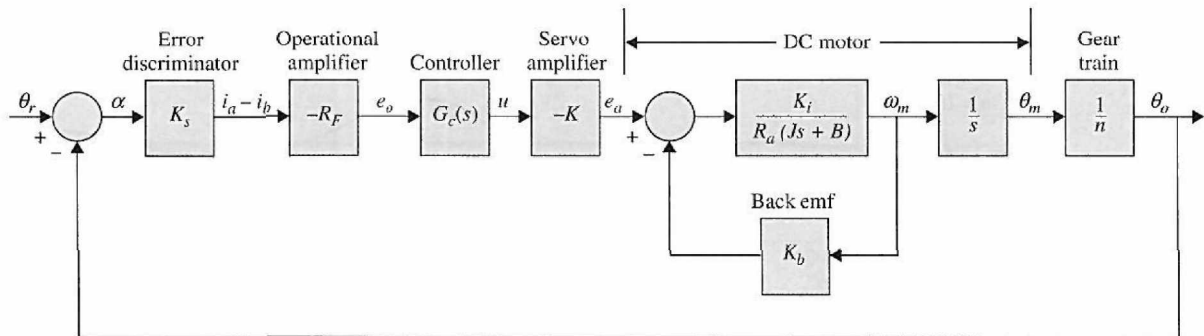 Error
discriminator
Operational
amplifier
Controller
Servo
amplifier
DC motor
Gear
train
θr
+
−
α
Ks
ia − ib
−RF
eo
Gc(s)
u
−K
ea
+
−
Ki
Ra (Js + B)
ωm
1
s
θm
1
n
θo
Back emf
Kb